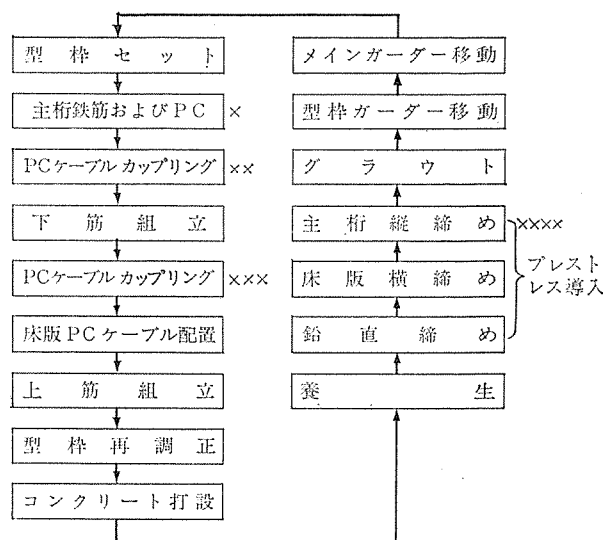 型枠セット
主桁鉄筋およびPC ×
PCケーブルカップリング ××
下筋組立
PCケーブルカップリング ×××
床版PCケーブル配置
上筋組立
型枠再調正
コンクリート打設
メインガーダー移動
型枠ガーダー移動
グラウト
主桁縦締め ××××
床版横締め
鉛直締め
プレスト
レス導入
養生